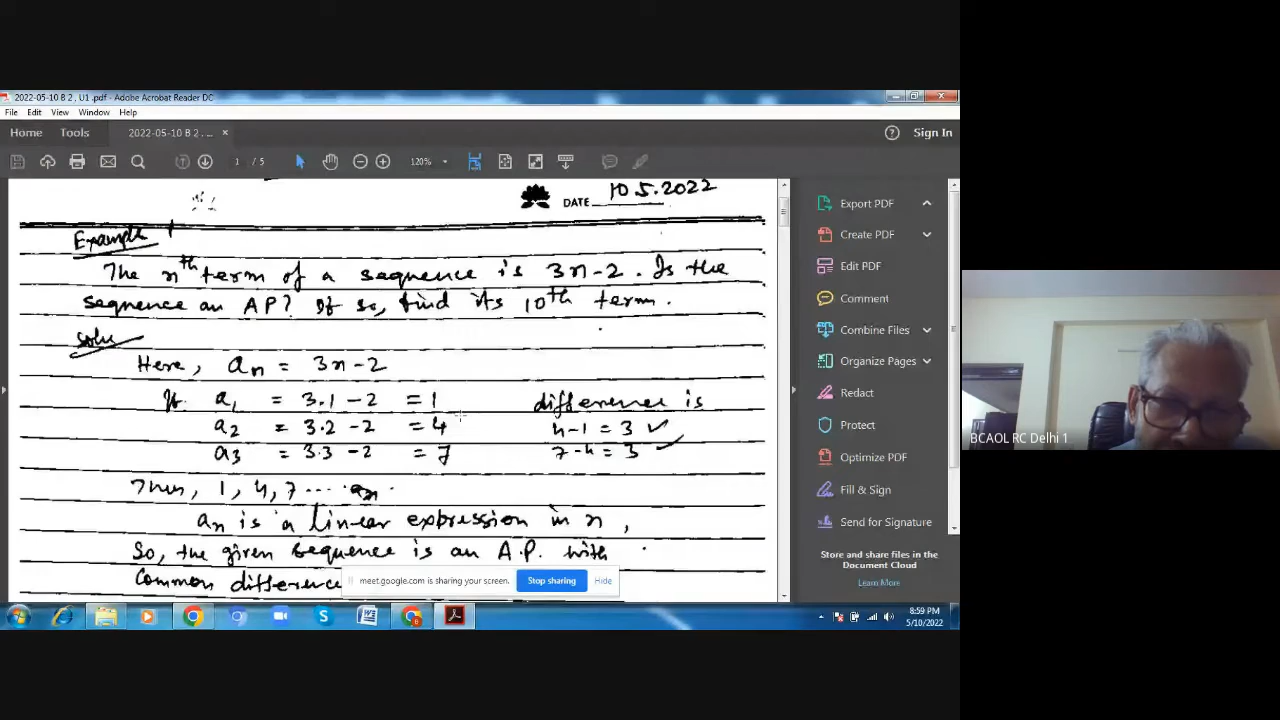 2022-05-10 B 2 , U1 .pdf - Adobe Acrobat Reader DC
File Edit View Window Help
Home Tools 2022-05-10 B 2 . ... × Sign In
1 / 5 120%
DATE 10.5.2022
Example 1
The nth term of a sequence is 3n-2. Is the
sequence an AP? If so, find its 10th term.
Soln
Here, an = 3n-2
If a1 = 3.1-2 = 1 difference is
a2 = 3.2-2 = 4 4-1 = 3 ✓
a3 = 3.3-2 = 7 7-4 = 3 ✓
Thus, 1, 4, 7 .... an.
an is a linear expression in n,
So, the given sequence is an A.P. with
Common difference
meet.google.com is sharing your screen. Stop sharing Hide
Export PDF
Create PDF
Edit PDF
Comment
Combine Files
Organize Pages
Redact
Protect
Optimize PDF
Fill & Sign
Send for Signature
Store and share files in the
Document Cloud
Learn More
8:59 PM
5/10/2022
BCAOL RC Delhi 1